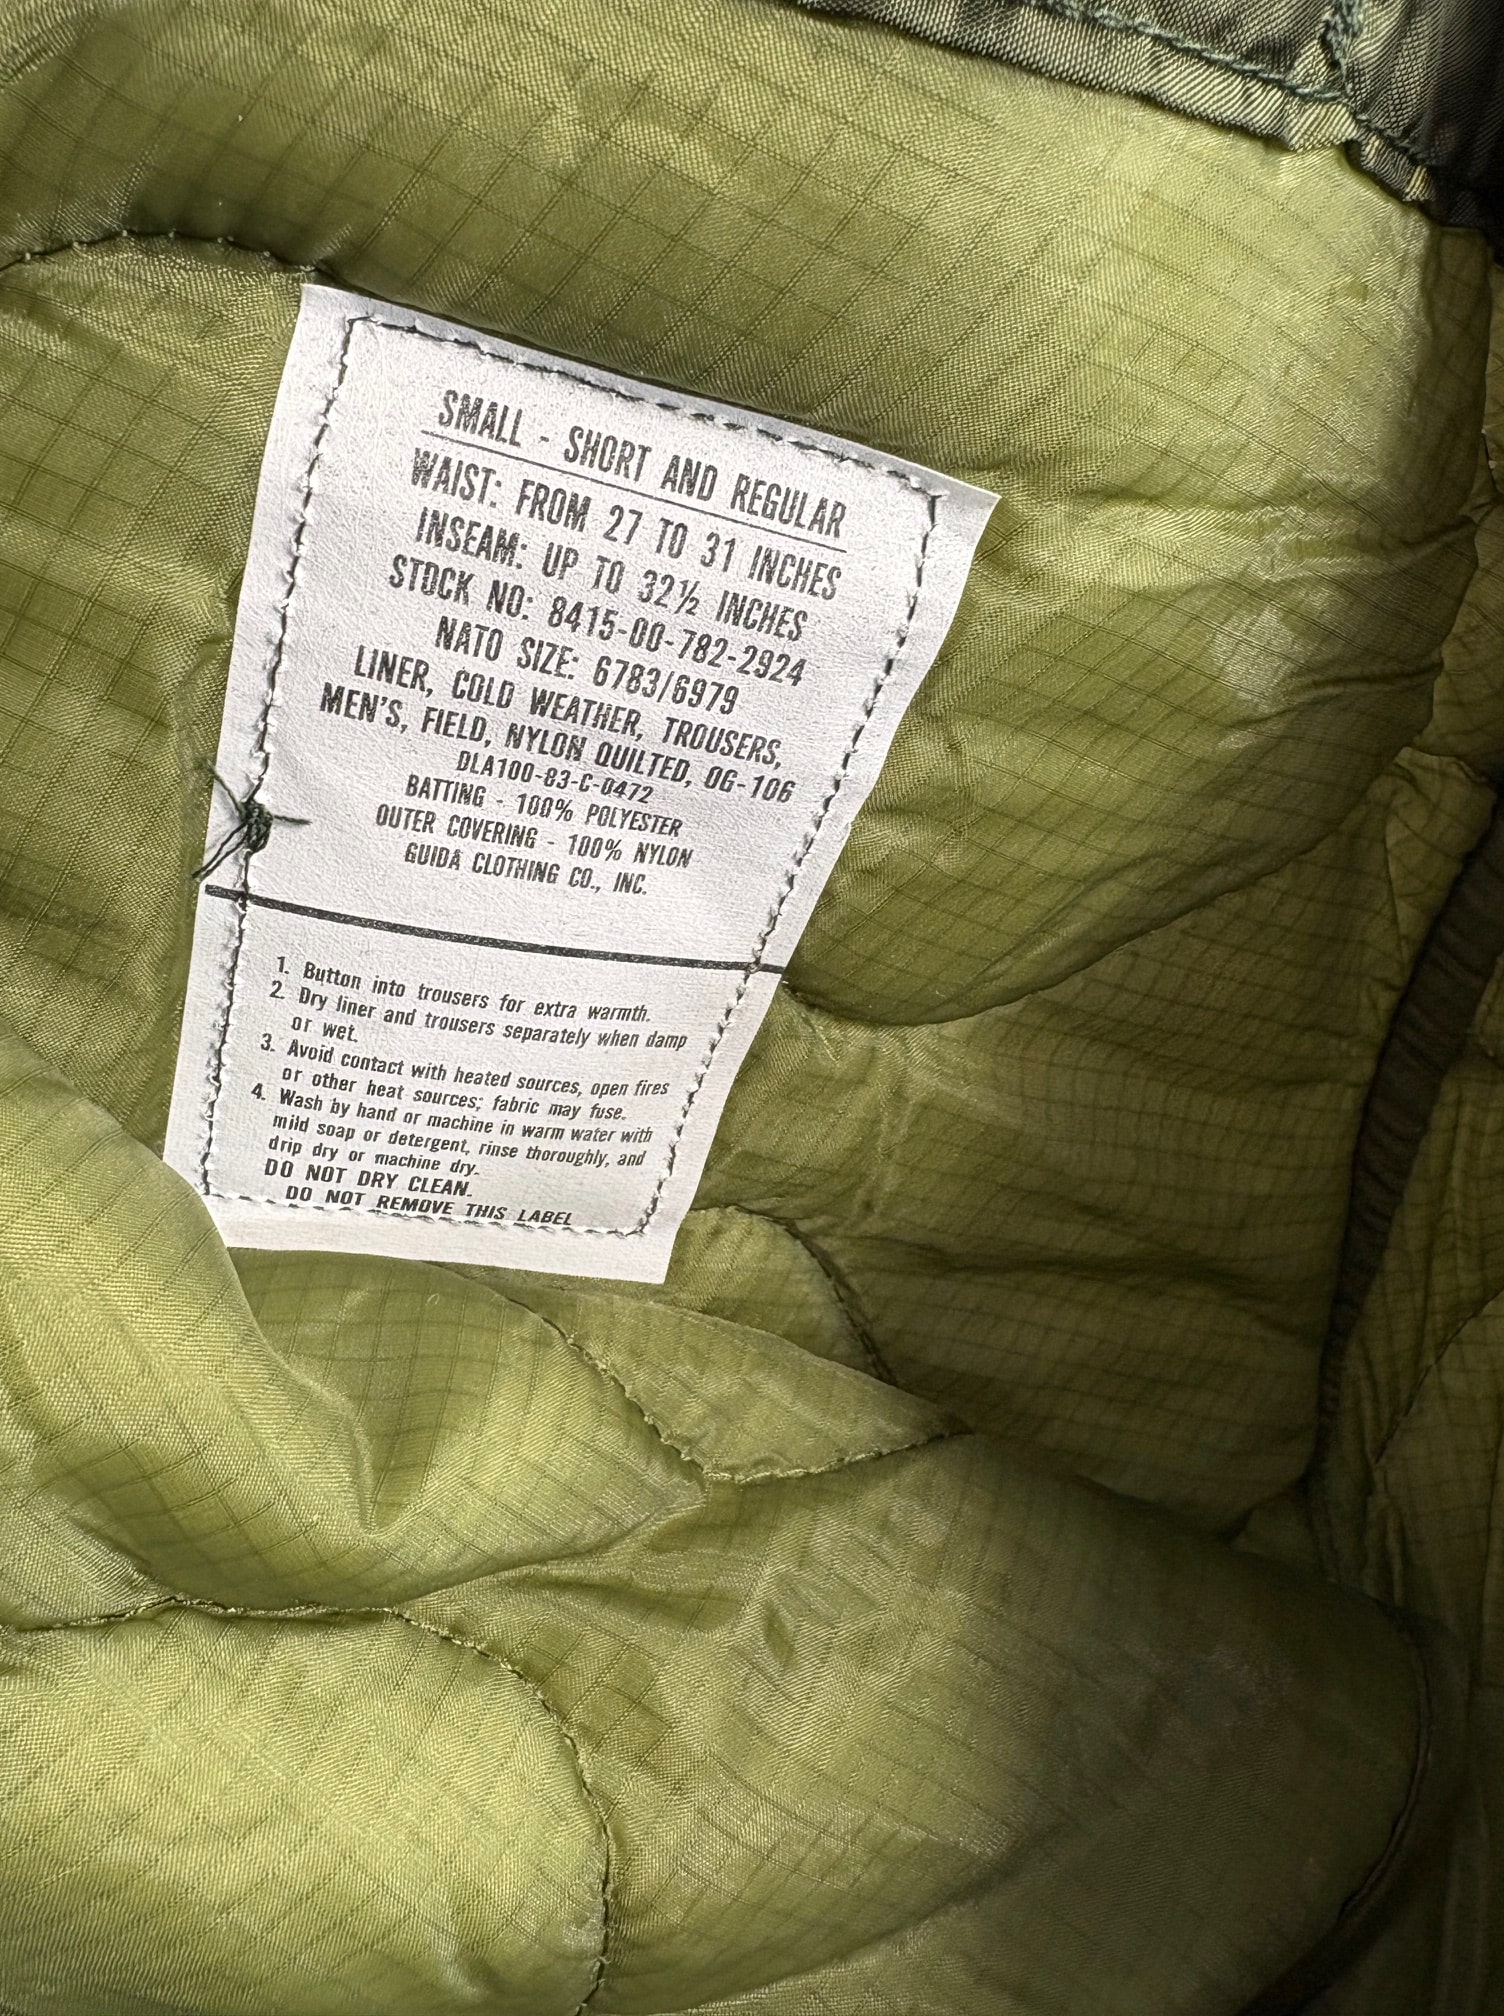 SMALL - SHORT AND REGULAR
WAIST: FROM 27 TO 31 INCHES
INSEAM: UP TO 32½ INCHES
STOCK NO: 8415-00-782-2924
NATO SIZE: 6783/6979
LINER, COLD WEATHER, TROUSERS,
MEN'S, FIELD, NYLON QUILTED, OG-106
DLA100-83-C-0472
BATTING - 100% POLYESTER
OUTER COVERING - 100% NYLON
GUIDA CLOTHING CO., INC.
1. Button into trousers for extra warmth.
2. Dry liner and trousers separately when damp
or wet.
3. Avoid contact with heated sources, open fires
or other heat sources; fabric may fuse.
4. Wash by hand or machine in warm water with
mild soap or detergent, rinse thoroughly, and
drip dry or machine dry.
DO NOT DRY CLEAN.
DO NOT REMOVE THIS LABEL